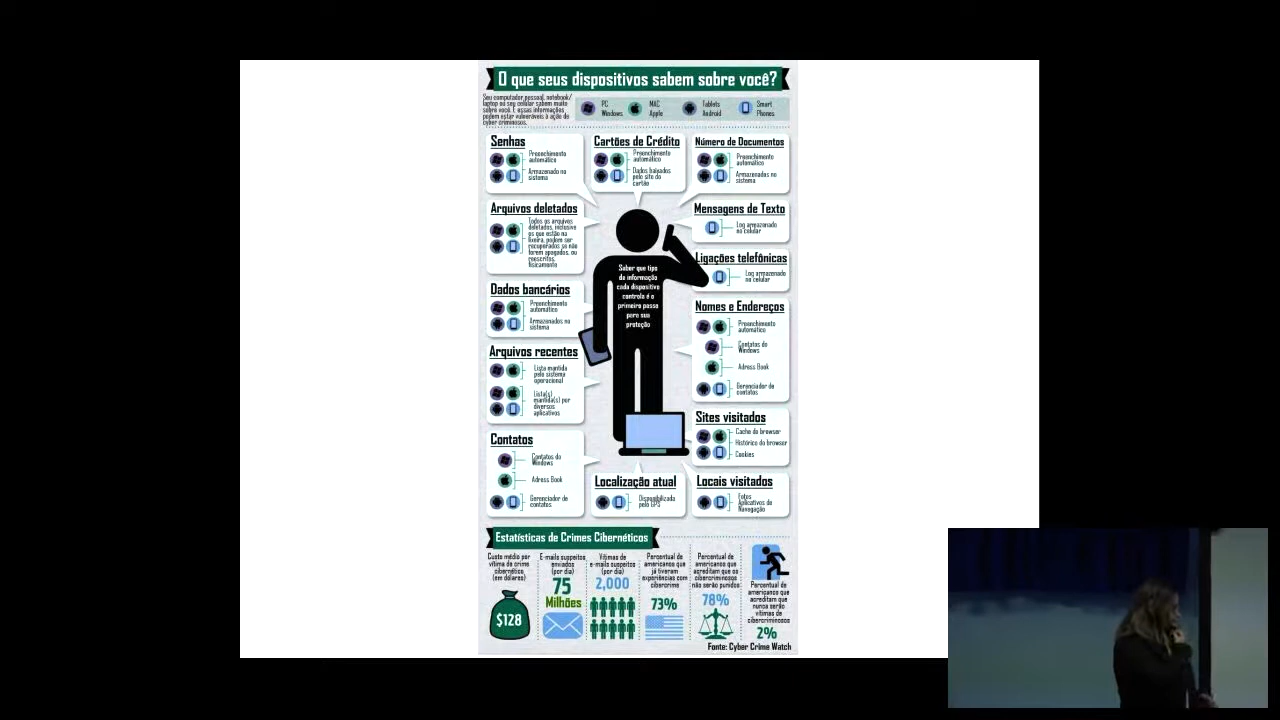 O que seus dispositivos sabem sobre você?
Seu computador pessoal, notebook/
laptop ou seu celular sabem muito
sobre você. E essas informações
podem estar vulneráveis à ação de
cyber criminosos.
PC
Windows
MAC
Apple
Tablets
Android
Smart
Phones
Senhas
Preenchimento
automático
Armazenado no
sistema
Cartões de Crédito
Preenchimento
automático
Dados baixados
pelo site do
cartão
Número de Documentos
Preenchimento
automático
Armazenados no
sistema
Arquivos deletados
Todos os arquivos
deletados, inclusive
os que estão na
lixeira, podem ser
recuperados se não
forem apagados, ou
reescritos,
fisicamente
Mensagens de Texto
Log armazenado
no celular
Ligações telefônicas
Log armazenado
no celular
Saber que tipo
de informação
cada dispositivo
controla é o
primeiro passo
para sua
proteção
Dados bancários
Preenchimento
automático
Armazenados no
sistema
Nomes e Endereços
Preenchimento
automático
Contatos do
Windows
Adress Book
Gerenciador de
contatos
Arquivos recentes
Lista mantida
pelo sistema
operacional
Lista(s)
mantida(s) por
diversos
aplicativos
Sites visitados
Cache do browser
Histórico do browser
Cookies
Contatos
Contatos do
Windows
Adress Book
Gerenciador de
contatos
Localização atual
Disponibilizada
pelo GPS
Locais visitados
Fotos
Aplicativos de
Navegação
Estatísticas de Crimes Cibernéticos
Custo médio por
vítima de crime
cibernético
(em dólares)
$128
E-mails suspeitos
enviados
(por dia)
75
Milhões
Vítimas de
e-mails suspeitos
(por dia)
2,000
Percentual de
americanos que
já tiveram
experiências com
cibercrime
73%
Percentual de
americanos que
acreditam que os
cibercriminosos
não serão punidos
78%
Percentual de
americanos que
acreditam que
nunca serão
vítimas de
cibercriminosos
2%
Fonte: Cyber Crime Watch